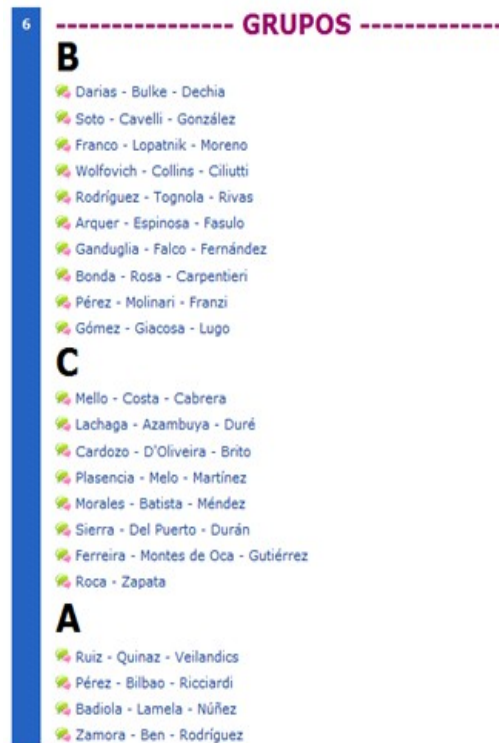 6
---------------- GRUPOS ------------
B
Darias - Bulke - Dechia
Soto - Cavelli - González
Franco - Lopatnik - Moreno
Wolfovich - Collins - Ciliutti
Rodríguez - Tognola - Rivas
Arquer - Espinosa - Fasulo
Ganduglia - Falco - Fernández
Bonda - Rosa - Carpentieri
Pérez - Molinari - Franzi
Gómez - Giacosa - Lugo
C
Mello - Costa - Cabrera
Lachaga - Azambuya - Duré
Cardozo - D'Oliveira - Brito
Plasencia - Melo - Martínez
Morales - Batista - Méndez
Sierra - Del Puerto - Durán
Ferreira - Montes de Oca - Gutiérrez
Roca - Zapata
A
Ruiz - Quinaz - Veilandics
Pérez - Bilbao - Ricciardi
Badiola - Lamela - Núñez
Zamora - Ben - Rodríguez